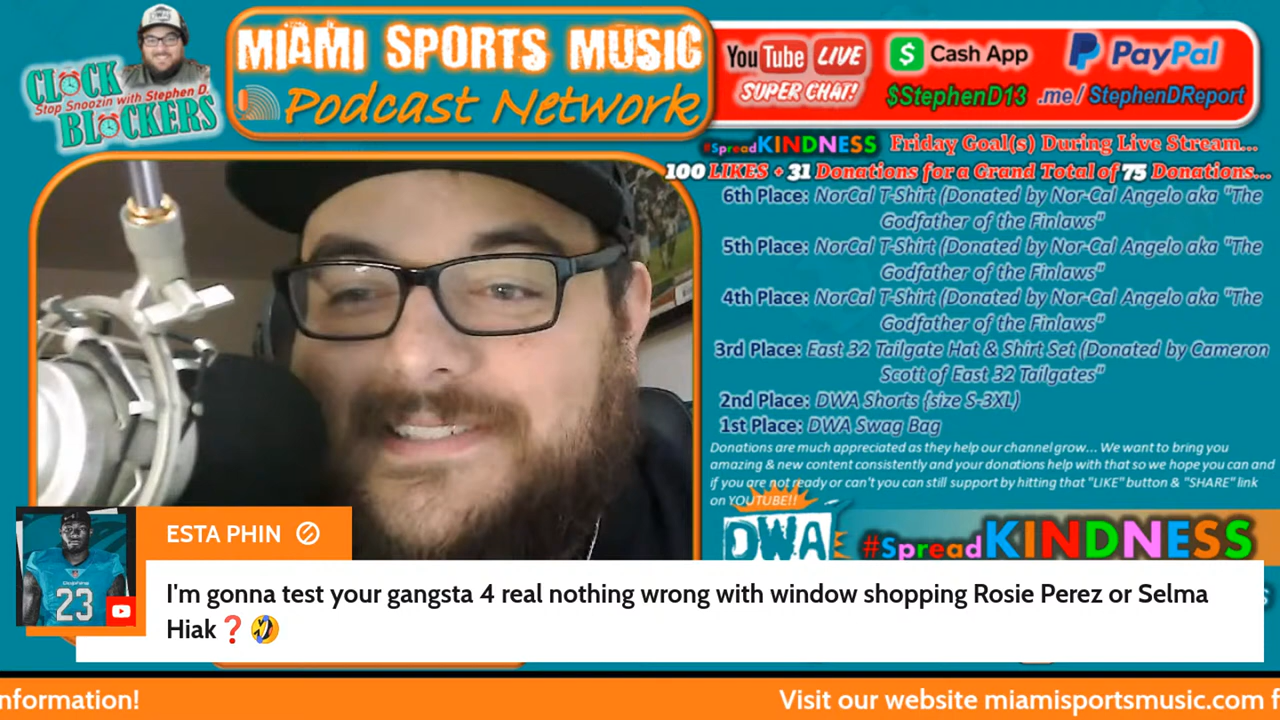 DWA
CLOCK
Stop Snoozin with Stephen D.
BLOCKERS
MIAMI SPORTS MUSIC
Podcast Network
YouTube LIVE
SUPER CHAT!
$ Cash App
$StephenD13
PayPal
.me/StephenDReport
#SpreadKINDNESS Friday Goal(s) During Live Stream...
100 LIKES + 31 Donations for a Grand Total of 75 Donations...
6th Place: NorCal T-Shirt (Donated by Nor-Cal Angelo aka "The
Godfather of the Finlaws"
5th Place: NorCal T-Shirt (Donated by Nor-Cal Angelo aka "The
Godfather of the Finlaws"
4th Place: NorCal T-Shirt (Donated by Nor-Cal Angelo aka "The
Godfather of the Finlaws"
3rd Place: East 32 Tailgate Hat & Shirt Set (Donated by Cameron
Scott of East 32 Tailgates"
2nd Place: DWA Shorts {size S-3XL)
1st Place: DWA Swag Bag
Donations are much appreciated as they help our channel grow... We want to bring you
amazing & new content consistently and your donations help with that so we hope you can and
if you are not ready or can't you can still support by hitting that "LIKE" button & "SHARE" link
on YOUTUBE!!
DWA
#SpreadKINDNESS
ESTA PHIN
23
I'm gonna test your gangsta 4 real nothing wrong with window shopping Rosie Perez or Selma
Hiak❓🤣
nformation!
Visit our website miamisportsmusic.com f